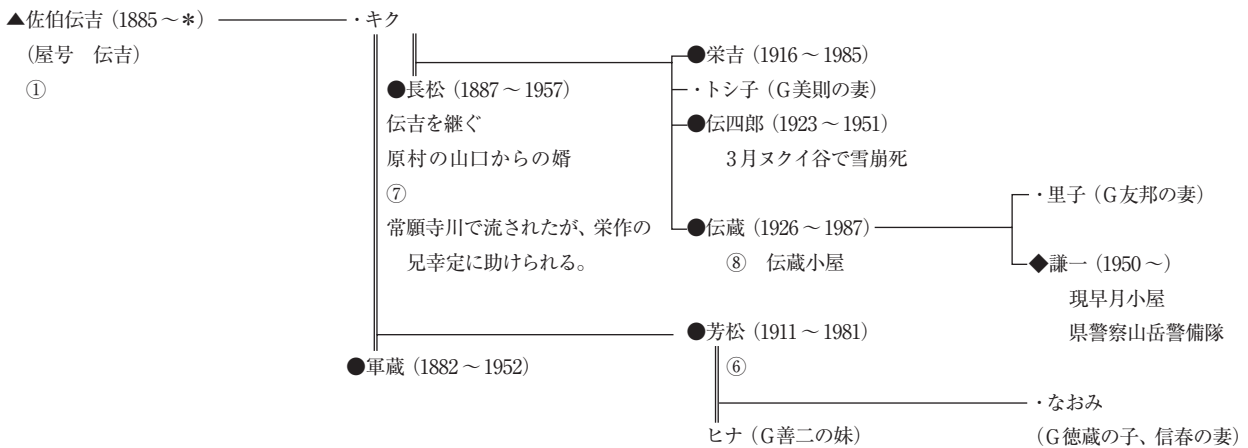 ▲佐伯伝吉 (1885～＊)
(屋号　伝吉)
①
・キク
●長松 (1887～1957)
伝吉を継ぐ
原村の山口からの婿
⑦
常願寺川で流されたが、栄作の
兄幸定に助けられる。
●軍蔵 (1882～1952)
●栄吉 (1916～1985)
・トシ子 (G美則の妻)
●伝四郎 (1923～1951)
3月ヌクイ谷で雪崩死
●伝蔵 (1926～1987)
⑧　伝蔵小屋
・里子 (G友邦の妻)
◆謙一 (1950～)
現早月小屋
県警察山岳警備隊
●芳松 (1911～1981)
⑥
ヒナ (G善二の妹)
・なおみ
(G徳蔵の子、信春の妻)